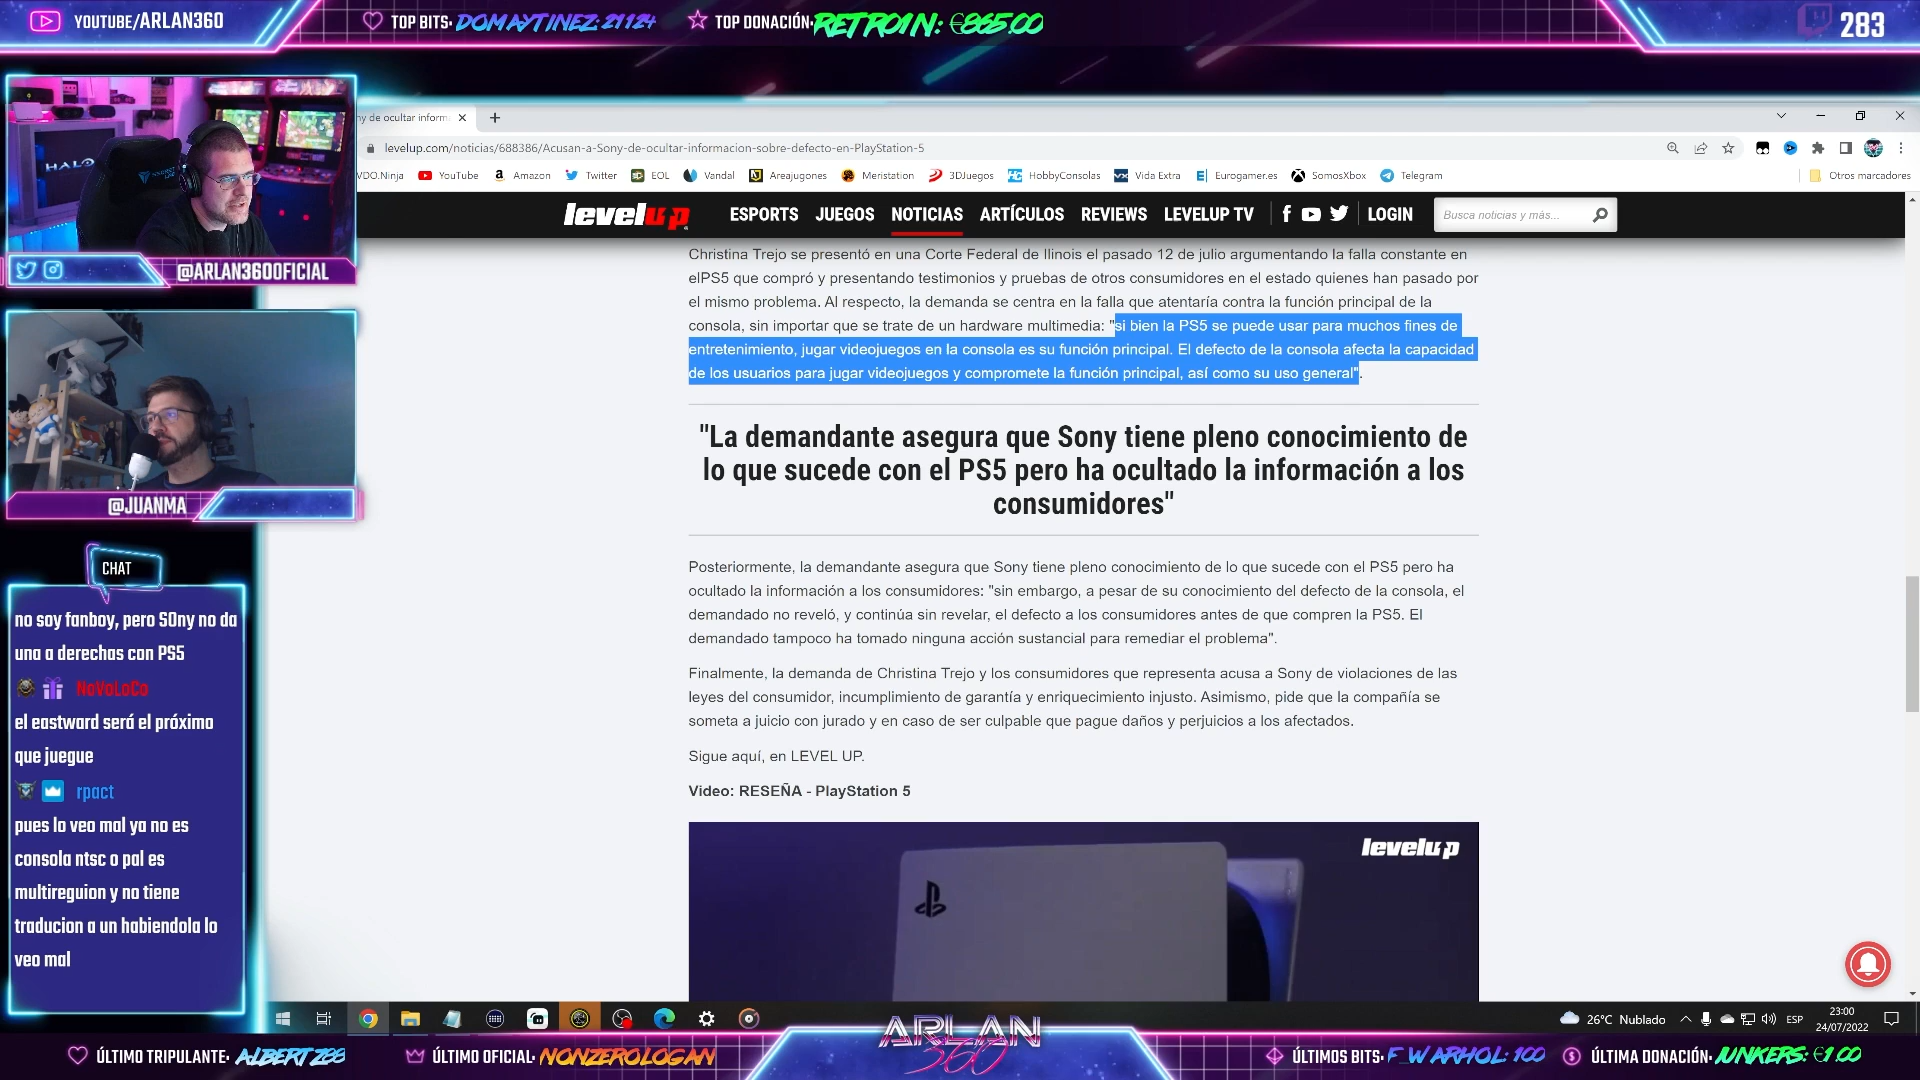 YOUTUBE/ARLAN360
TOP BITS: DOMAYTINEZ: 21124
TOP DONACIÓN: RETROIN: €865.00
283
ny de ocultar inform
levelup.com/noticias/688386/Acusan-a-Sony-de-ocultar-informacion-sobre-defecto-en-PlayStation-5
VDO.Ninja YouTube Amazon Twitter EOL Vandal Areajugones Meristation 3DJuegos HobbyConsolas Vida Extra Eurogamer.es SomosXbox Telegram Otros marcadores
levelup ESPORTS JUEGOS NOTICIAS ARTÍCULOS REVIEWS LEVELUP TV LOGIN Busca noticias y más...
HALO
@ARLAN360OFICIAL
Christina Trejo se presentó en una Corte Federal de Ilinois el pasado 12 de julio argumentando la falla constante en
elPS5 que compró y presentando testimonios y pruebas de otros consumidores en el estado quienes han pasado por
el mismo problema. Al respecto, la demanda se centra en la falla que atentaría contra la función principal de la
consola, sin importar que se trate de un hardware multimedia: "si bien la PS5 se puede usar para muchos fines de
entretenimiento, jugar videojuegos en la consola es su función principal. El defecto de la consola afecta la capacidad
de los usuarios para jugar videojuegos y compromete la función principal, así como su uso general".
"La demandante asegura que Sony tiene pleno conocimiento de
lo que sucede con el PS5 pero ha ocultado la información a los
consumidores"
@JUANMA
Posteriormente, la demandante asegura que Sony tiene pleno conocimiento de lo que sucede con el PS5 pero ha
ocultado la información a los consumidores: "sin embargo, a pesar de su conocimiento del defecto de la consola, el
demandado no reveló, y continúa sin revelar, el defecto a los consumidores antes de que compren la PS5. El
demandado tampoco ha tomado ninguna acción sustancial para remediar el problema".
Finalmente, la demanda de Christina Trejo y los consumidores que representa acusa a Sony de violaciones de las
leyes del consumidor, incumplimiento de garantía y enriquecimiento injusto. Asimismo, pide que la compañía se
someta a juicio con jurado y en caso de ser culpable que pague daños y perjuicios a los afectados.
Sigue aquí, en LEVEL UP.
Video: RESEÑA - PlayStation 5
levelup
CHAT
no soy fanboy, pero SOny no da
una a derechas con PS5
NoVoLoCo
el eastward será el próximo
que juegue
rpact
pues lo veo mal ya no es
consola ntsc o pal es
multireguion y no tiene
traducion a un habiendola lo
veo mal
26°C Nublado
ESP
23:00
24/07/2022
ÚLTIMO TRIPULANTE: ALBERTZ88
ÚLTIMO OFICIAL: NONZEROLOGAN
ARLAN
360
ÚLTIMOS BITS: F_WARHOL: 100
ÚLTIMA DONACIÓN: JUNKERS: €1.00